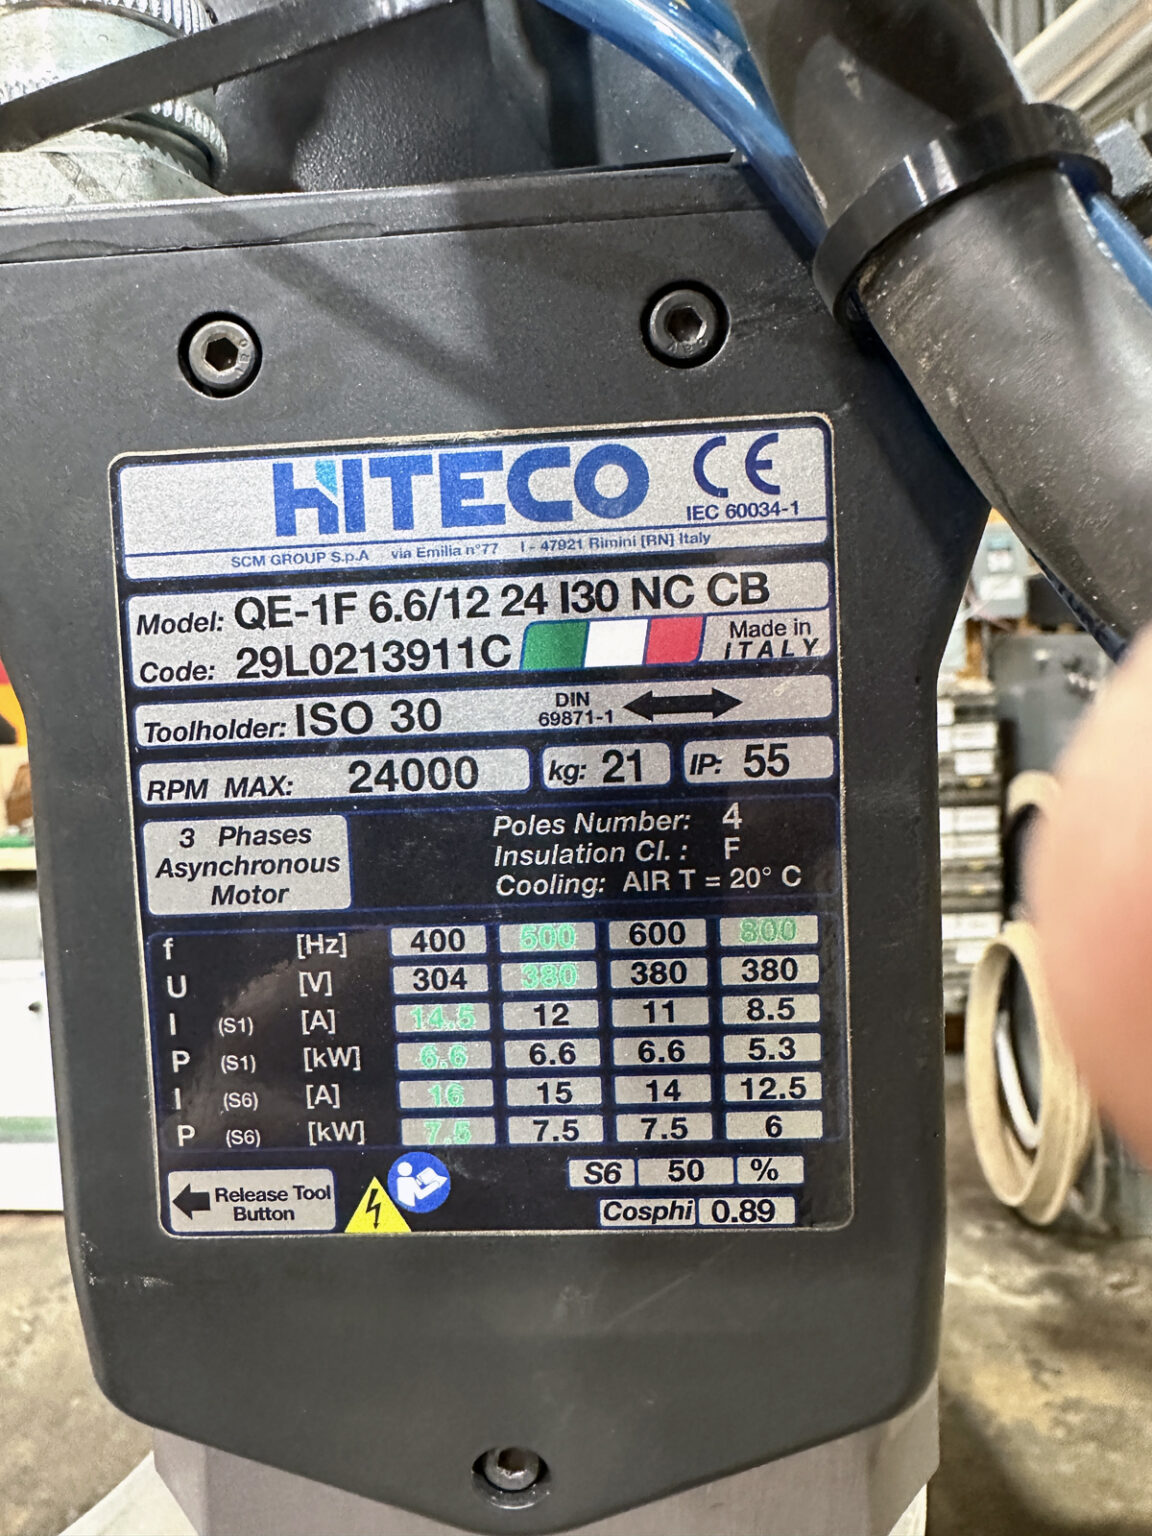 HITECO CE
IEC 60034-1
SCM GROUP S.p.A via Emilia n°77 I - 47921 Rimini [RN] Italy
Model: QE-1F 6.6/12 24 I30 NC CB
Code: 29L0213911C Made in ITALY
Toolholder: ISO 30 DIN 69871-1
RPM MAX: 24000 kg: 21 IP: 55
3 Phases
Asynchronous
Motor
Poles Number: 4
Insulation Cl. : F
Cooling: AIR T = 20° C
f [Hz] 400 500 600 800
U [V] 304 380 380 380
I (S1) [A] 14.5 12 11 8.5
P (S1) [kW] 6.6 6.6 6.6 5.3
I (S6) [A] 16 15 14 12.5
P (S6) [kW] 7.5 7.5 7.5 6
S6 50 %
Cosphi 0.89
Release Tool
Button